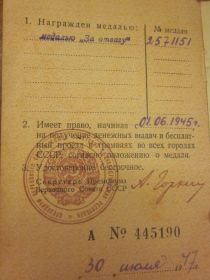 1. Награжден медалью:
№ медали
медалью „За отвагу"
2571151
2. Имеет право, начиная с 01.06.1945г.
на получение денежных выдач и бесплат-
ный проезд в трамваях во всех городах
СССР, согласно положению о медали.
3. Удостоверение бессрочное.
Секретарь Президиума
Верховного Совета СССР
А. Горкин
А № 445190
30 июля 47